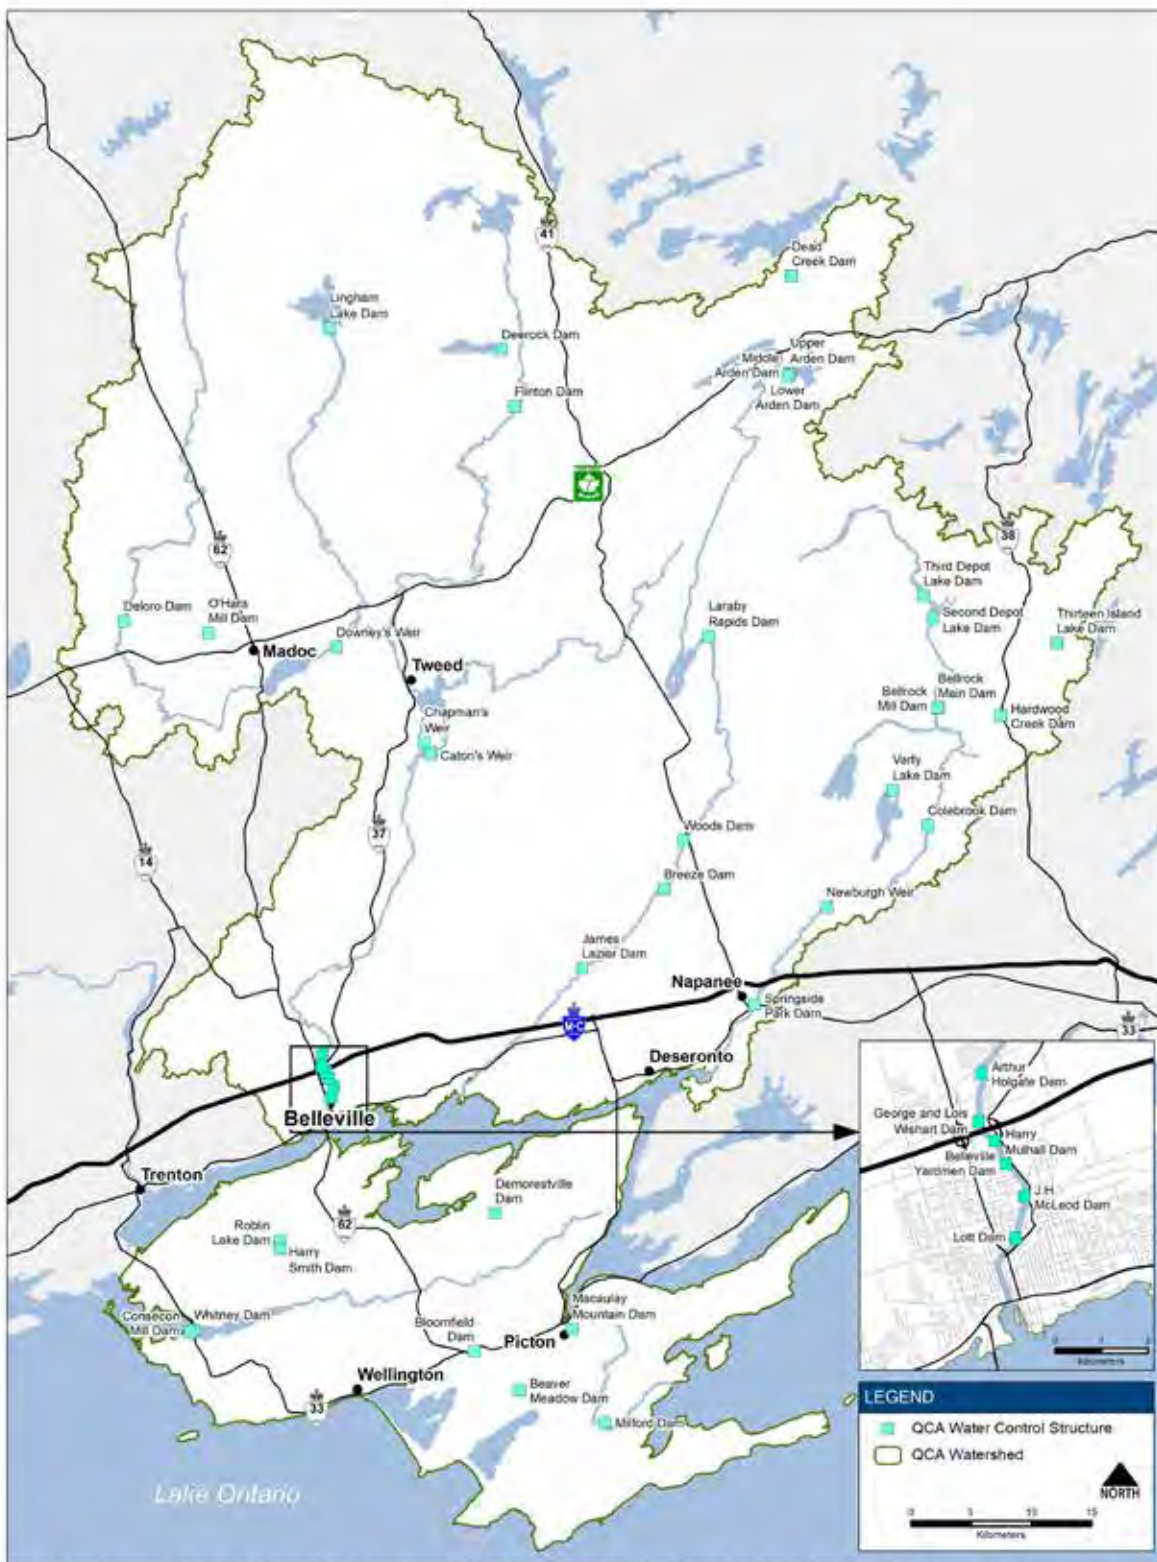 41
Dead
Creek Dam
Lingham
Lake Dam
Deerock Dam
Upper
Arden Dam
Middle
Arden Dam
Lower
Arden Dam
Flinton Dam
7
62
38
Third Depot
Lake Dam
Deloro Dam
O'Hara
Mill Dam
Laraby
Rapids Dam
Second Depot
Lake Dam
Thirteen Island
Lake Dam
Downey's Weir
Madoc
Tweed
Bellrock
Main Dam
Bellrock
Mill Dam
Hardwood
Creek Dam
Chapman's
Weir
Caton's Weir
Varty
Lake Dam
Colebrook Dam
37
Woods Dam
14
Breeze Dam
Newburgh Weir
James
Lazier Dam
Napanee
Springside
Park Dam
M-C
33
Deseronto
Belleville
Arthur
Holgate Dam
George and Lois
Wishart Dam
Harry
Mulhall Dam
Belleville
Yardmen Dam
J.H.
McLeod Dam
Lott Dam
Kilometers
Trenton
Demorestville
Dam
62
Roblin
Lake Dam
Harry
Smith Dam
Macaulay
Mountain Dam
Consecon
Mill Dam
Whitney Dam
Bloomfield
Dam
Picton
Wellington
33
Beaver
Meadow Dam
Milford Dam
Lake Ontario
LEGEND
QCA Water Control Structure
QCA Watershed
NORTH
0 5 10 15
Kilometers